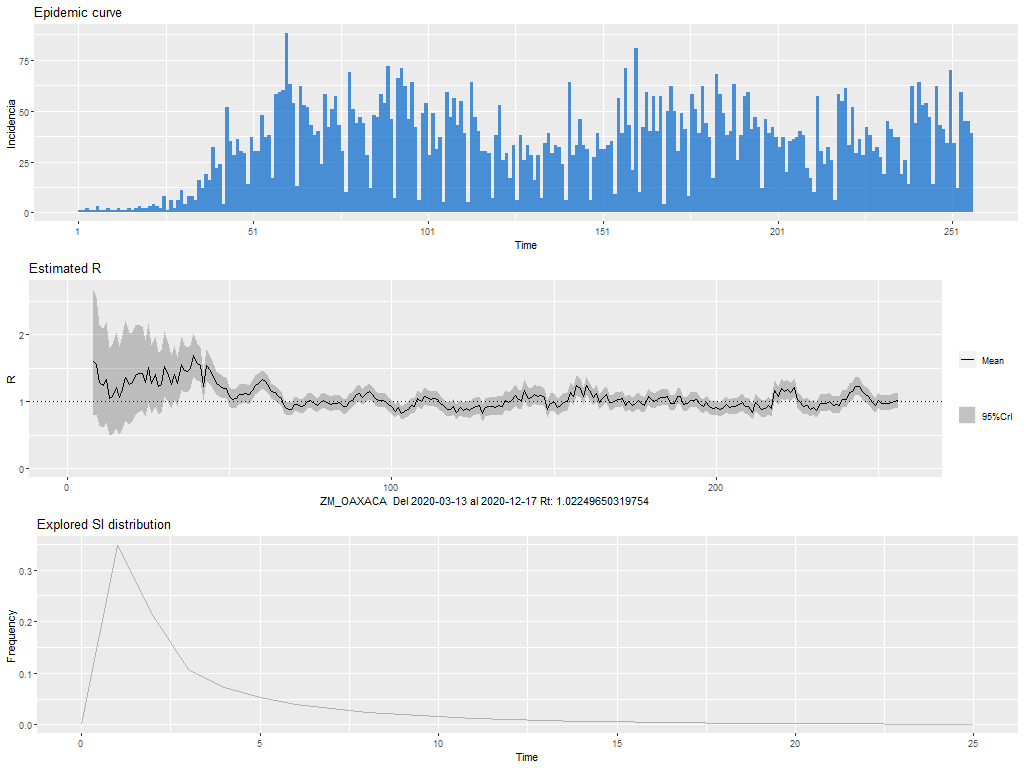 Epidemic curve
Incidencia
75
50
25
0
1
51
101
151
201
251
Time
Estimated R
R
2
1
0
0
100
200
ZM_OAXACA Del 2020-03-13 al 2020-12-17 Rt: 1.02249650319754
Mean
95%CrI
Explored SI distribution
Frequency
0.3
0.2
0.1
0.0
0
5
10
15
20
25
Time